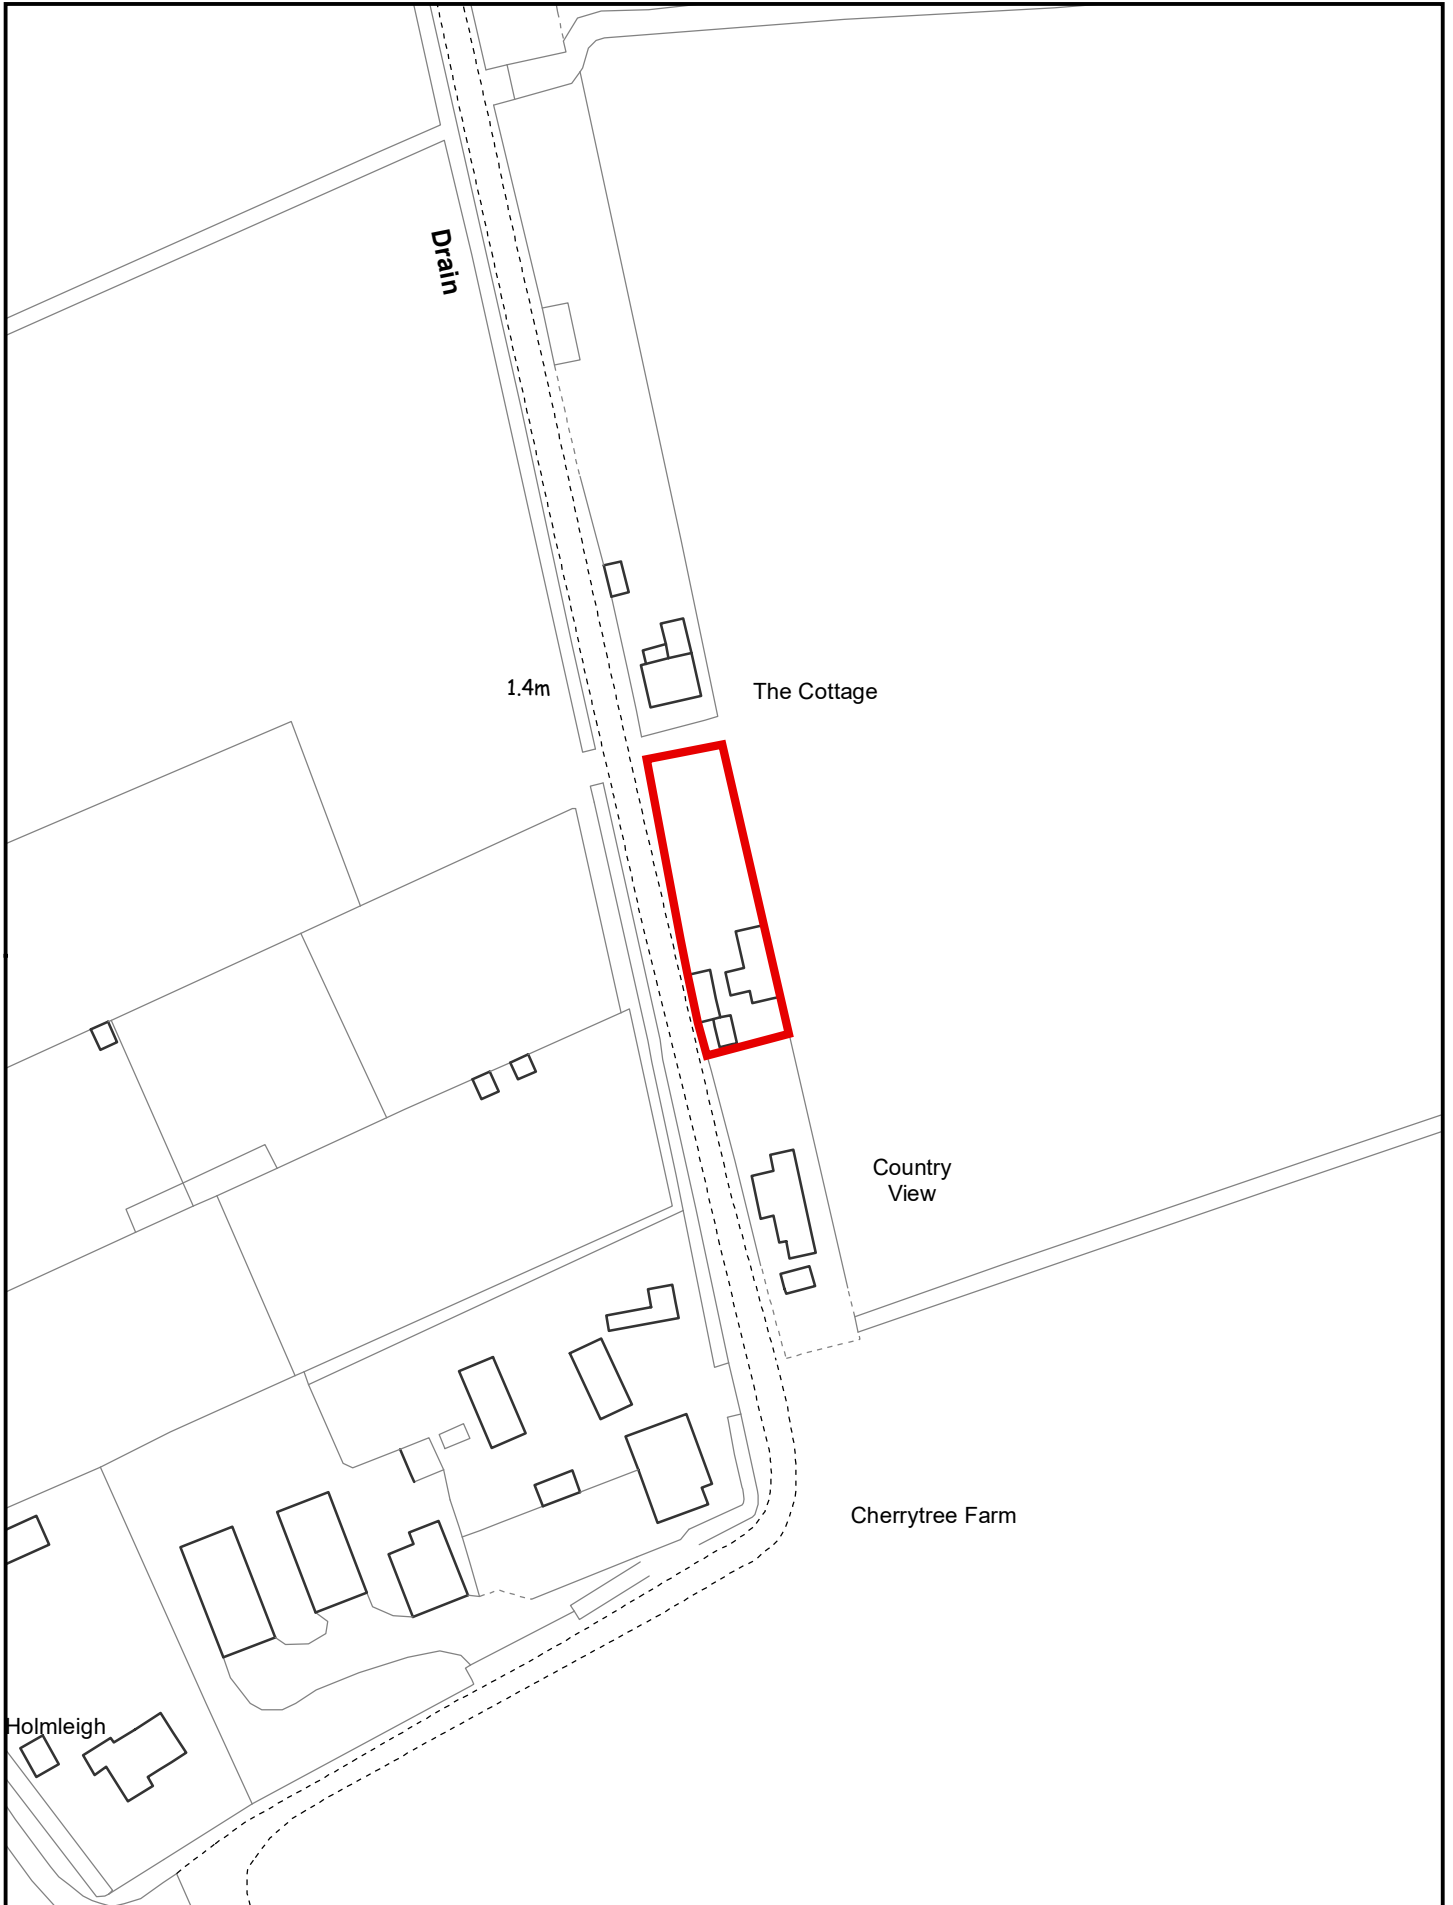 Drain
1.4m
The Cottage
Country
View
Cherrytree Farm
Holmleigh